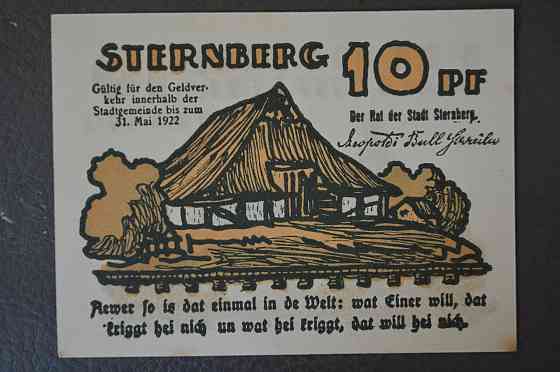 STERNBERG 10 PF
Gültig für den Geldver-
kehr innerhalb der
Stadtgemeinde bis zum
31. Mai 1922
Der Rat der Stadt Sternberg.
Aewer so is dat einmal in de Welt: wat Einer will, dat
kriggt hei nich un wat hei kriggt, dat will hei nich.